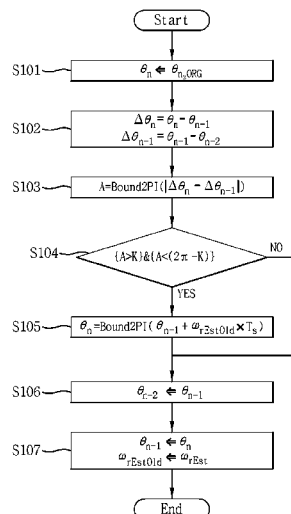 Start
S101
θn ⇐ θn,ORG
S102
Δθn = θn - θn-1
Δθn-1 = θn-1 - θn-2
S103
A=Bound2PI(|Δθn - Δθn-1|)
S104
{A>K}&{A<(2π-K)}
NO
YES
S105
θn=Bound2PI(θn-1 + ωrEstOld × Ts)
S106
θn-2 ⇐ θn-1
S107
θn-1 ⇐ θn
ωrEstOld ⇐ ωrEst
End